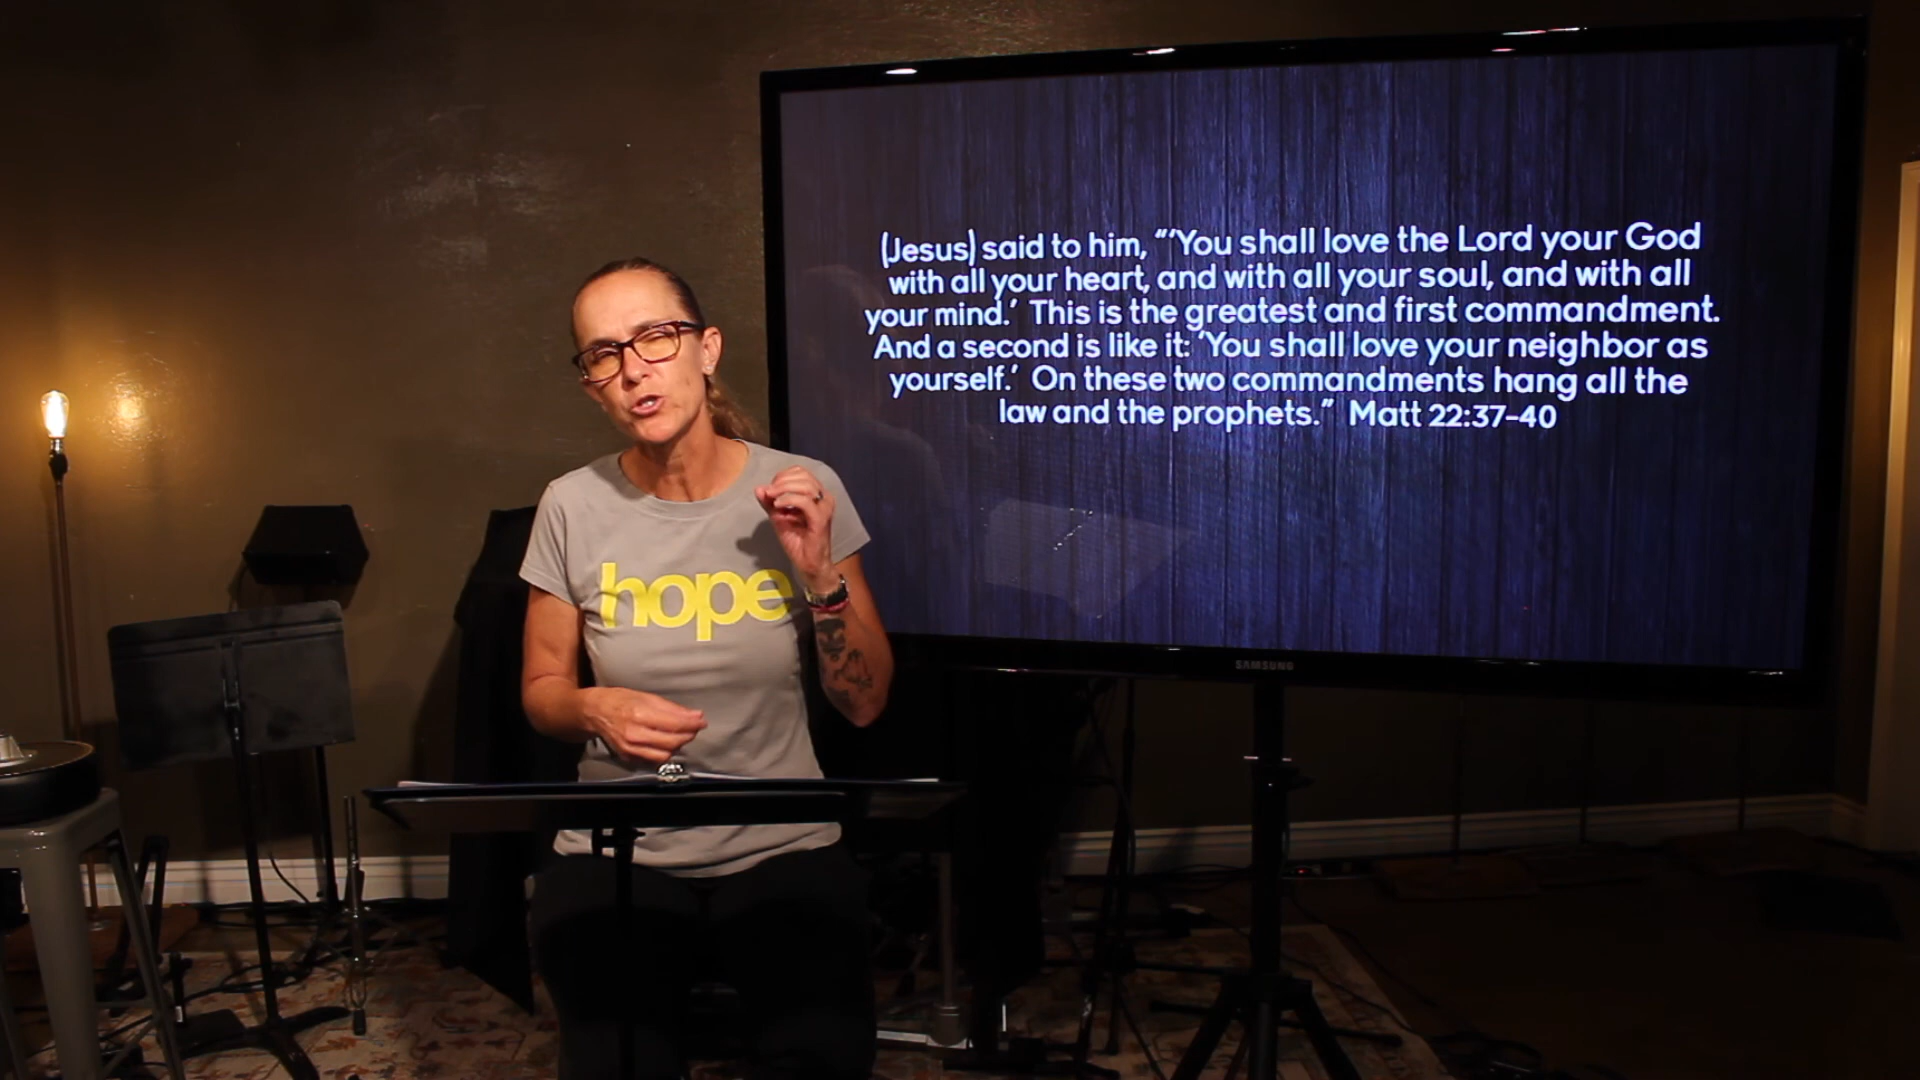 (Jesus) said to him, “‘You shall love the Lord your God
with all your heart, and with all your soul, and with all
your mind.’ This is the greatest and first commandment.
And a second is like it: ‘You shall love your neighbor as
yourself.’ On these two commandments hang all the
law and the prophets.” Matt 22:37-40
hope
SAMSUNG